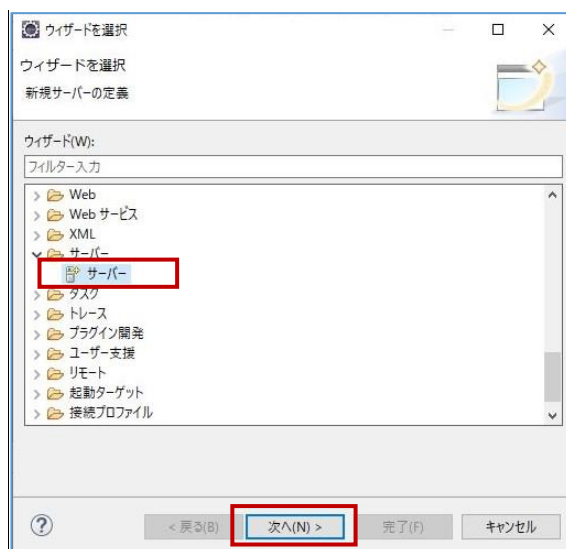 ウィザードを選択
ウィザードを選択
新規サーバーの定義
ウィザード(W):
フィルター入力
Web
Web サービス
XML
サーバー
サーバー
タスク
トレース
プラグイン開発
ユーザー支援
リモート
起動ターゲット
接続プロファイル
< 戻る(B) 次へ(N) > 完了(F) キャンセル